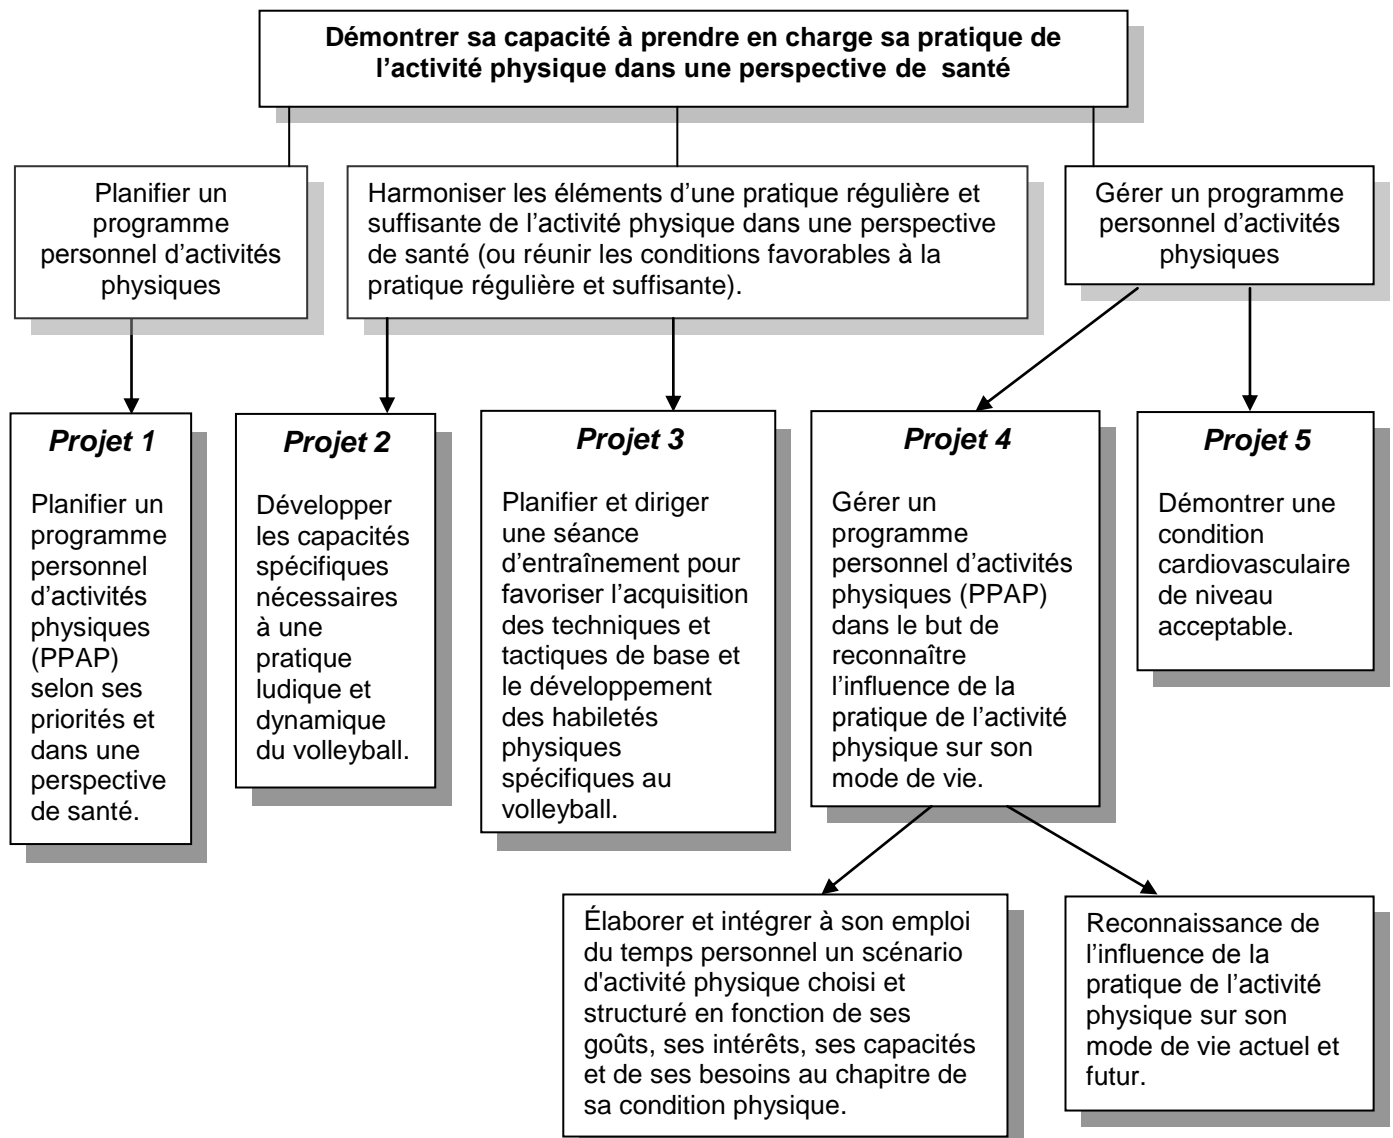 Démontrer sa capacité à prendre en charge sa pratique de
l’activité physique dans une perspective de  santé
Planifier un
programme
personnel d’activités
physiques
Harmoniser les éléments d’une pratique régulière et
suffisante de l’activité physique dans une perspective
de santé (ou réunir les conditions favorables à la
pratique régulière et suffisante).
Gérer un programme
personnel d’activités
physiques
Projet 1
Planifier un
programme
personnel
d’activités
physiques
(PPAP)
selon ses
priorités et
dans une
perspective
de santé.
Projet 2
Développer
les capacités
spécifiques
nécessaires
à une
pratique
ludique et
dynamique
du volleyball.
Projet 3
Planifier et diriger
une séance
d’entraînement pour
favoriser l’acquisition
des techniques et
tactiques de base et
le développement
des habiletés
physiques
spécifiques au
volleyball.
Projet 4
Gérer un
programme
personnel d’activités
physiques (PPAP)
dans le but de
reconnaître
l’influence de la
pratique de l’activité
physique sur son
mode de vie.
Projet 5
Démontrer une
condition
cardiovasculaire
de niveau
acceptable.
Élaborer et intégrer à son emploi
du temps personnel un scénario
d'activité physique choisi et
structuré en fonction de ses
goûts, ses intérêts, ses capacités
et de ses besoins au chapitre de
sa condition physique.
Reconnaissance de
l’influence de la
pratique de l’activité
physique sur son
mode de vie actuel et
futur.